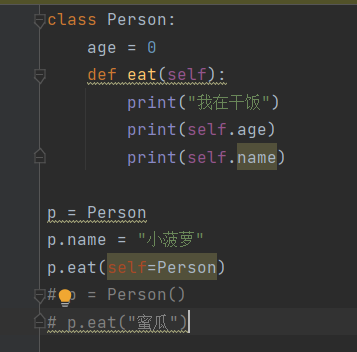 class Person:
    age = 0
    def eat(self):
        print("我在干饭")
        print(self.age)
        print(self.name)
p = Person
p.name = "小菠萝"
p.eat(self=Person)
# p = Person()
# p.eat("蜜瓜")